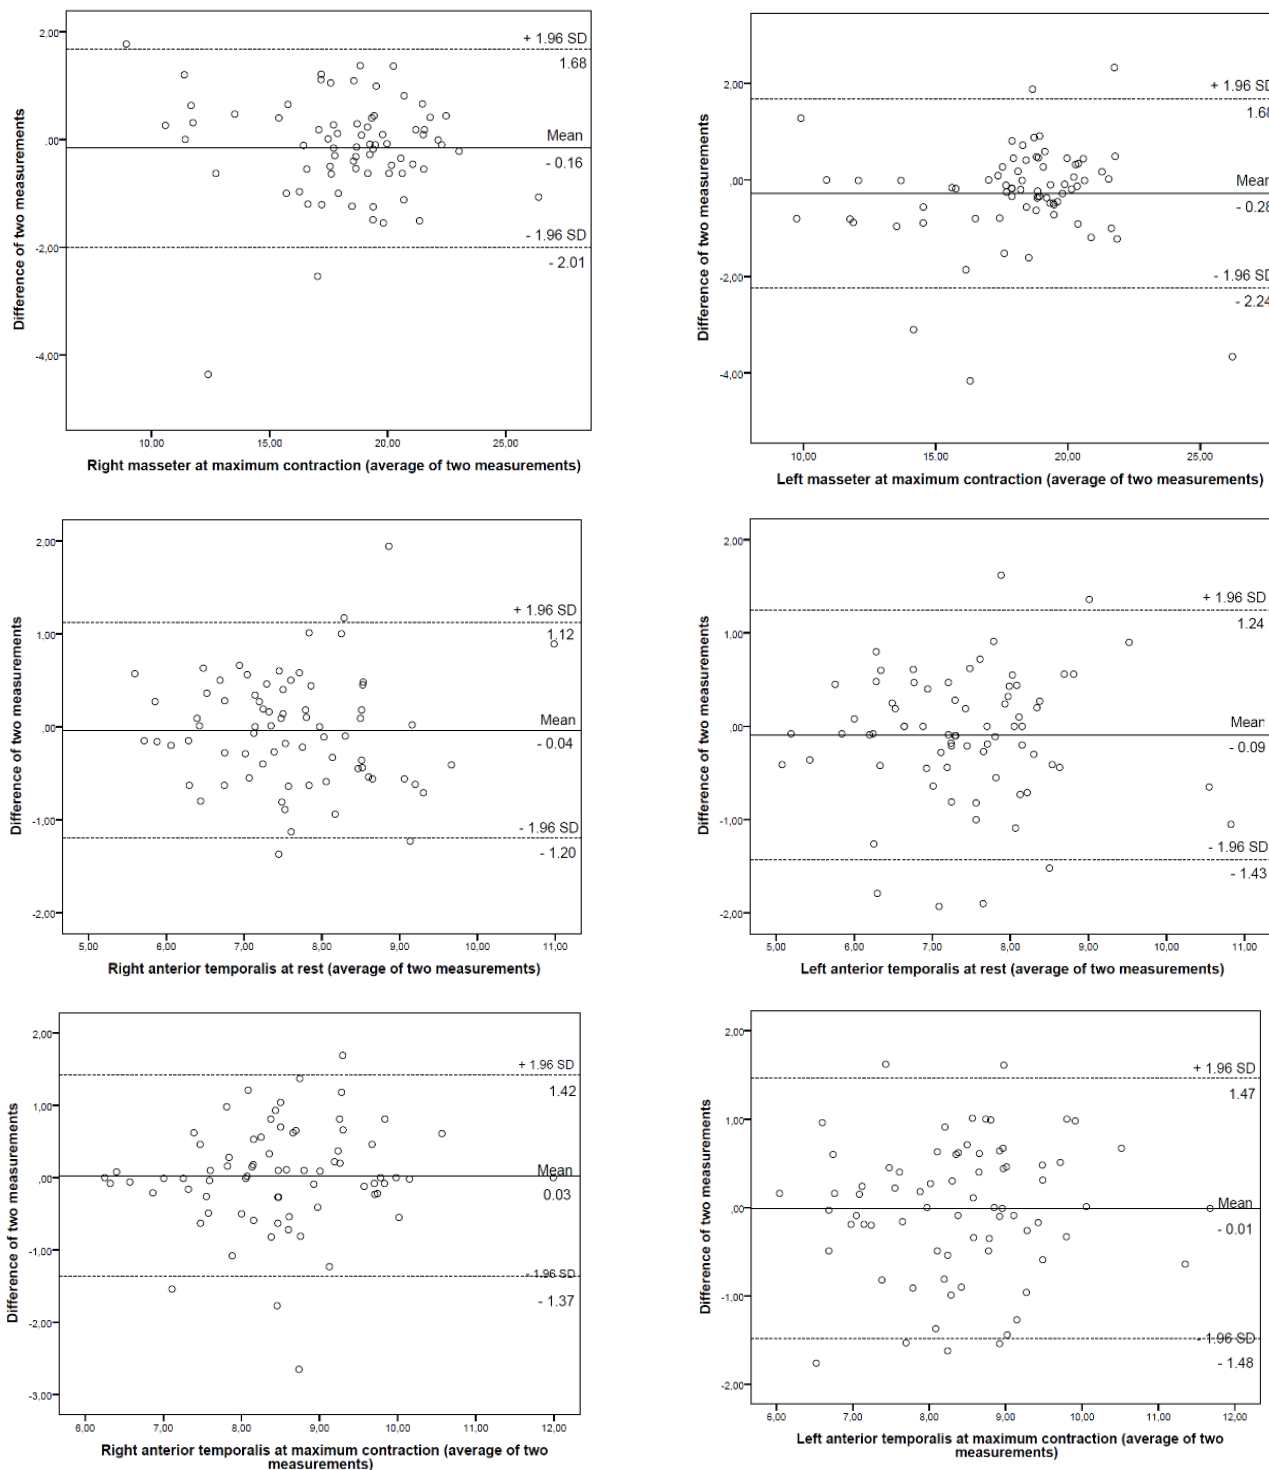 2,00
,00
-2,00
-4,00
Difference of two measurements
+ 1.96 SD
1.68
Mean
- 0.16
- 1.96 SD
- 2.01
10,00 15,00 20,00 25,00
Right masseter at maximum contraction (average of two measurements)
2,00
,00
-2,00
-4,00
Difference of two measurements
+ 1.96 SD
1.68
Mean
- 0.28
- 1.96 SD
- 2.24
10,00 15,00 20,00 25,00
Left masseter at maximum contraction (average of two measurements)
2,00
1,00
,00
-1,00
-2,00
Difference of two measurements
+ 1.96 SD
1.12
Mean
- 0.04
- 1.96 SD
- 1.20
5,00 6,00 7,00 8,00 9,00 10,00 11,00
Right anterior temporalis at rest (average of two measurements)
2,00
1,00
,00
-1,00
-2,00
Difference of two measurements
+ 1.96 SD
1.24
Mean
- 0.09
- 1.96 SD
- 1.43
5,00 6,00 7,00 8,00 9,00 10,00 11,00
Left anterior temporalis at rest (average of two measurements)
2,00
1,00
,00
-1,00
-2,00
-3,00
Difference of two measurements
+ 1.96 SD
1.42
Mean
0.03
- 1.96 SD
- 1.37
6,00 7,00 8,00 9,00 10,00 11,00 12,00
Right anterior temporalis at maximum contraction (average of two
measurements)
2,00
1,00
,00
-1,00
-2,00
Difference of two measurements
+ 1.96 SD
1.47
Mean
- 0.01
- 1.96 SD
- 1.48
6,00 7,00 8,00 9,00 10,00 11,00 12,00
Left anterior temporalis at maximum contraction (average of two
measurements)